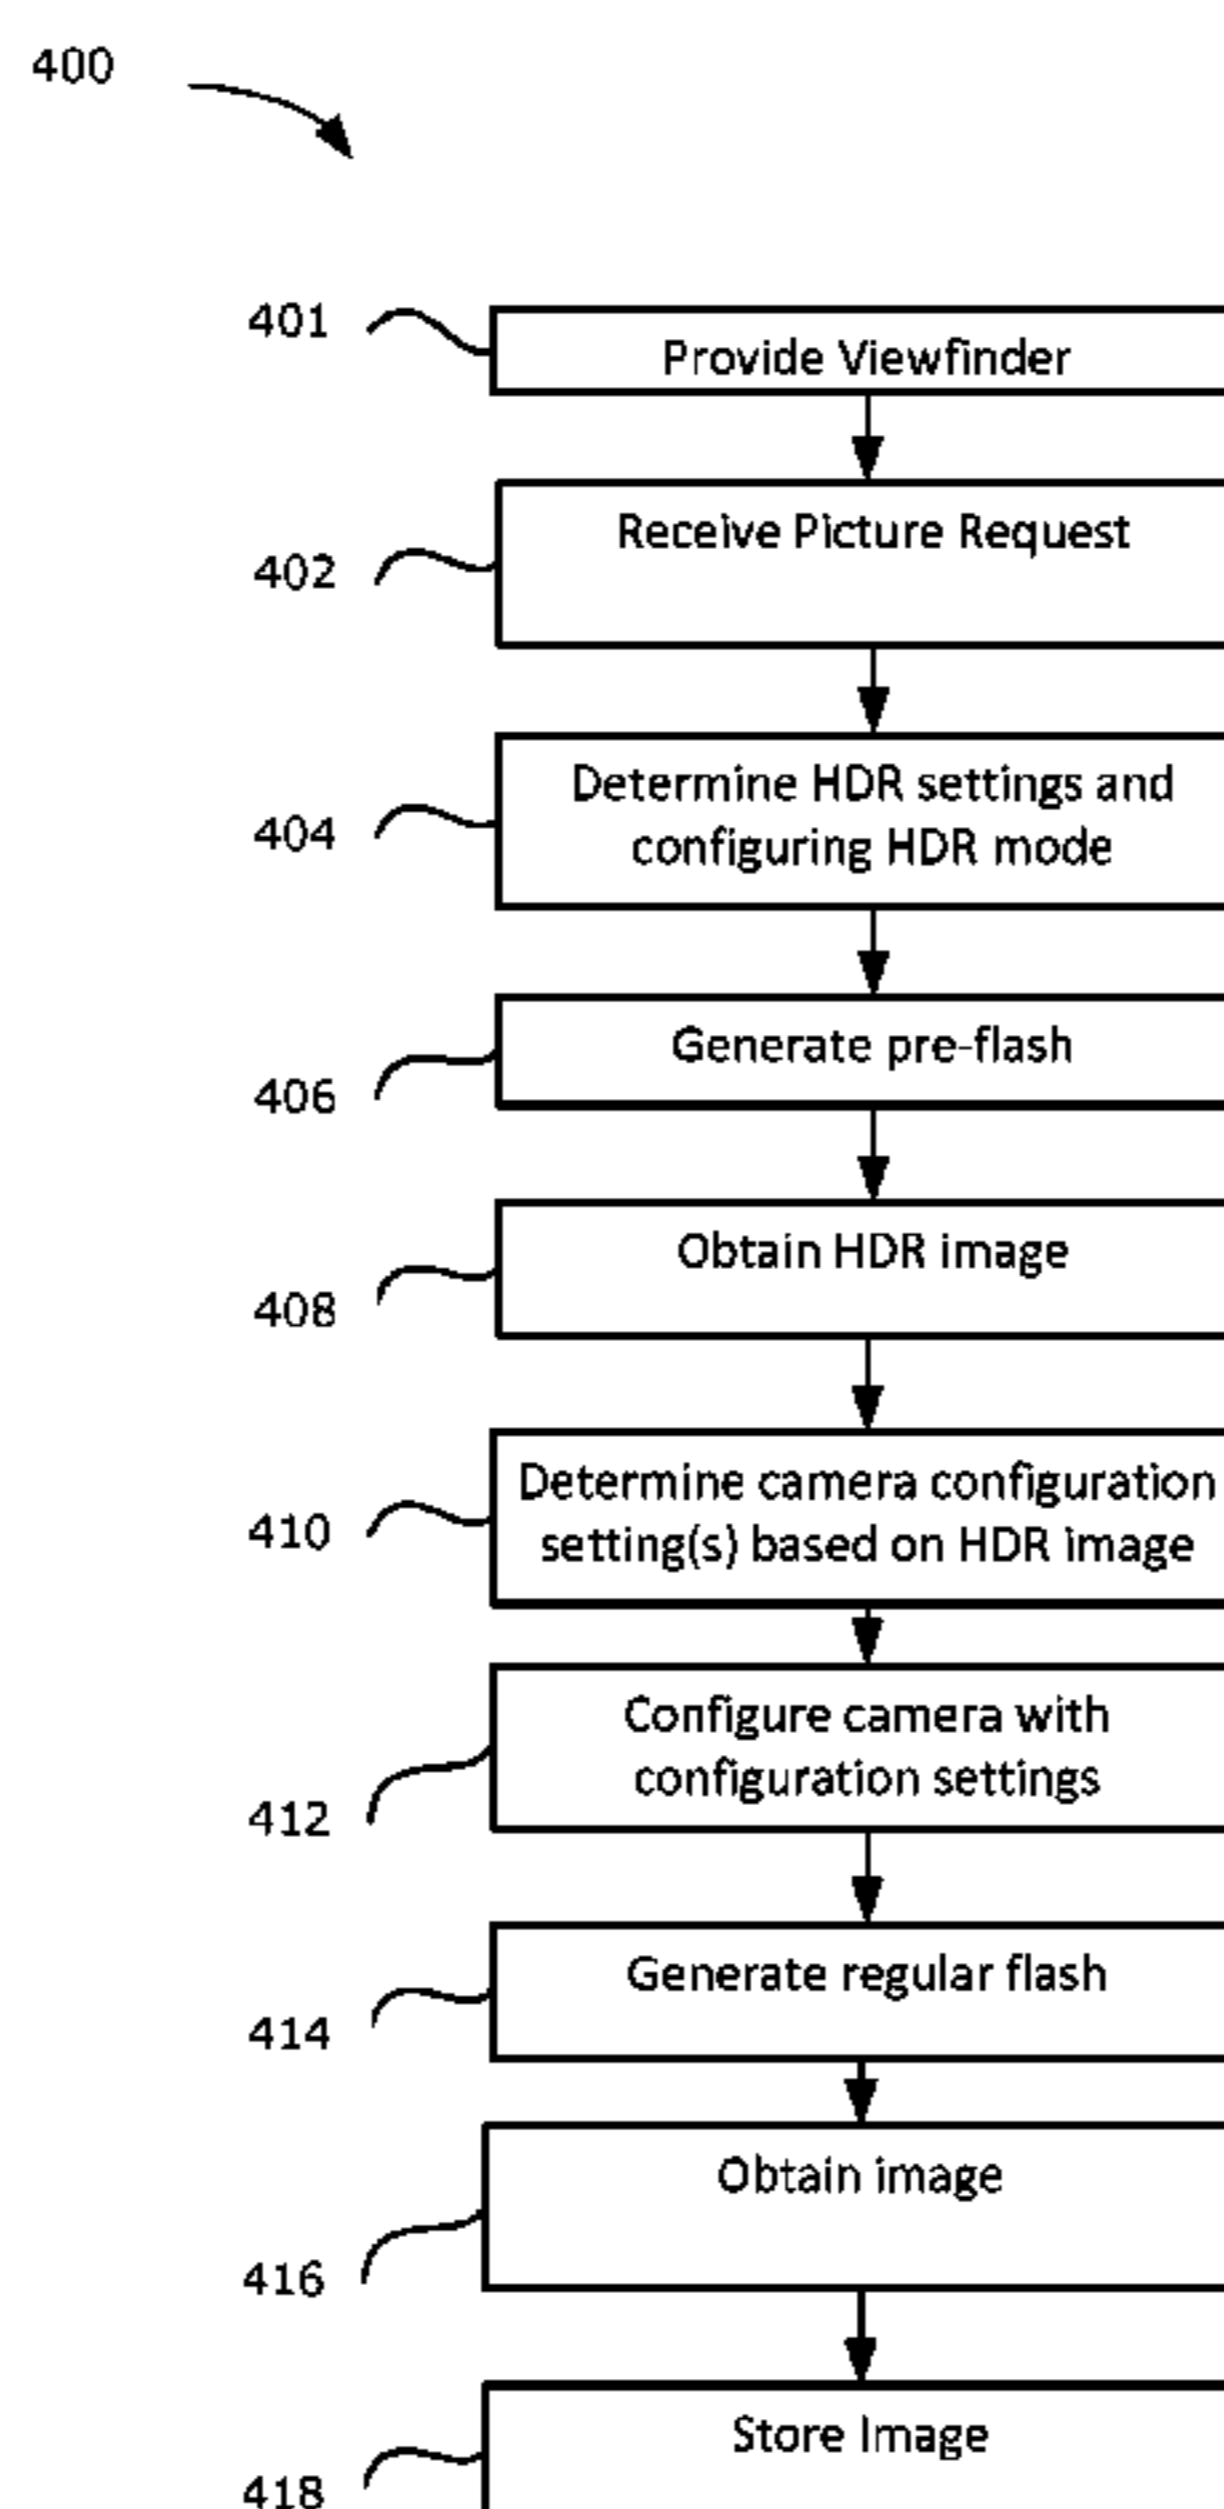 400
401
Provide Viewfinder
402
Receive Picture Request
404
Determine HDR settings and
configuring HDR mode
406
Generate pre-flash
408
Obtain HDR image
410
Determine camera configuration
setting(s) based on HDR image
412
Configure camera with
configuration settings
414
Generate regular flash
416
Obtain image
418
Store Image